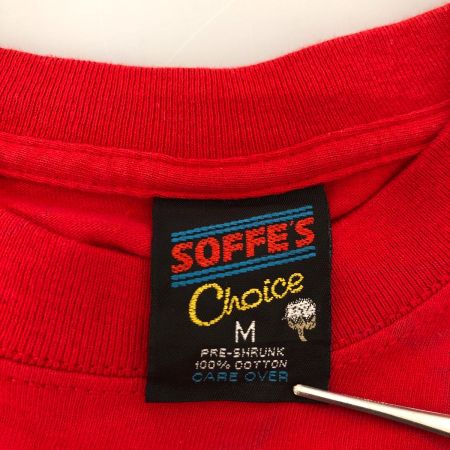 SOFFE'S
Choice
M
PRE-SHRUNK
100% COTTON
CARE OVER